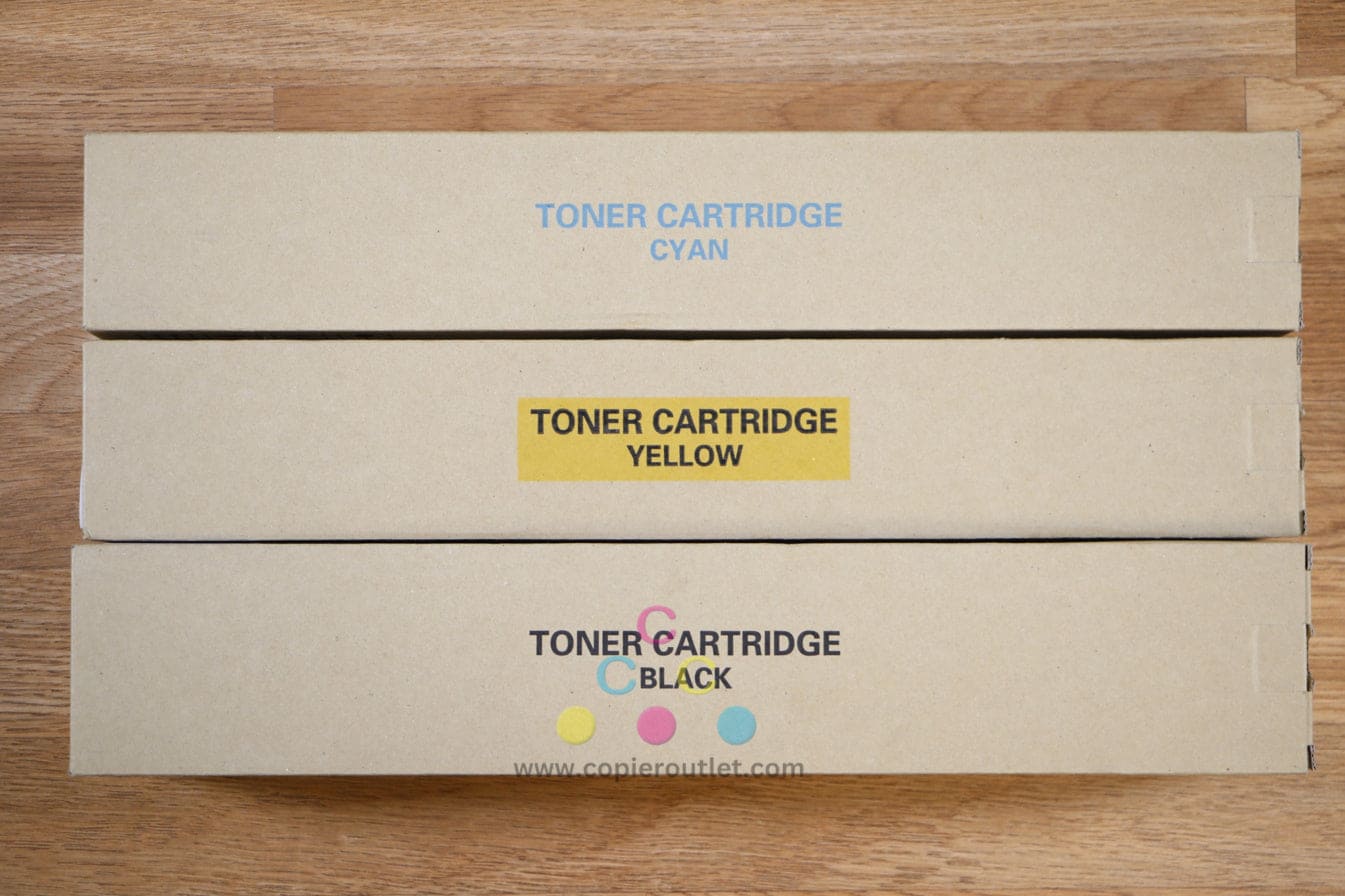 TONER CARTRIDGE
CYAN
TONER CARTRIDGE
YELLOW
C
TONER CARTRIDGE
C BLACK C
www.copieroutlet.com